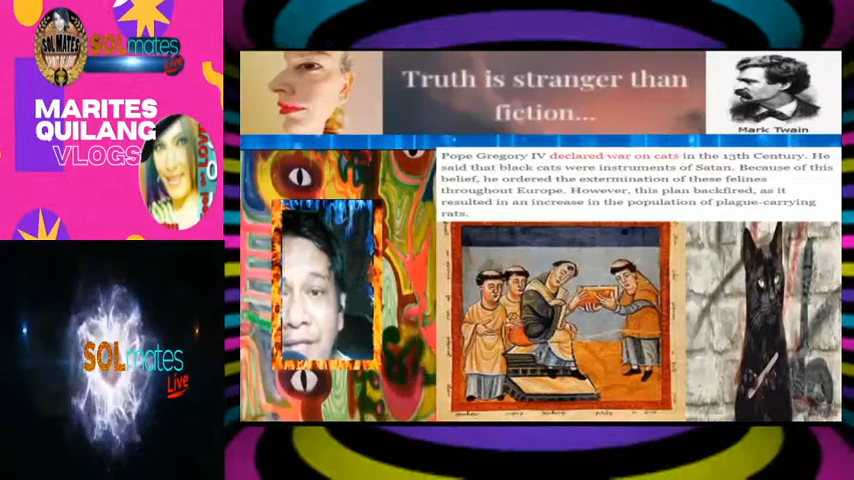 SOL MATES
SOLmates
Live
MARITES
QUILANG
VLOGS
SOLmates
Live
Truth is stranger than
fiction...
Mark Twain
Pope Gregory IV declared war on cats in the 13th Century. He
said that black cats were instruments of Satan. Because of this
belief, he ordered the extermination of these felines
throughout Europe. However, this plan backfired, as it
resulted in an increase in the population of plague-carrying
rats.